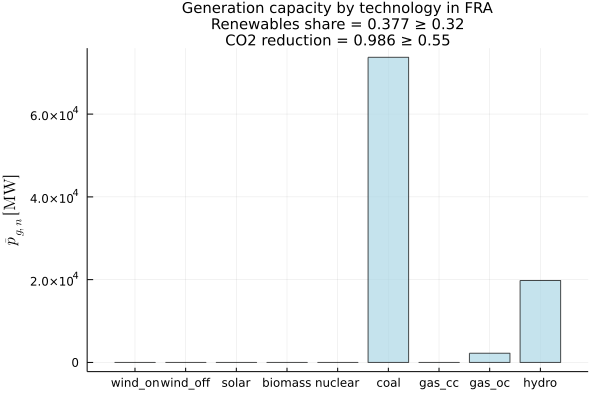 Generation capacity by technology in FRA
Renewables share = 0.377 ≥ 0.32
CO2 reduction = 0.986 ≥ 0.55
6.0×10⁴
4.0×10⁴
2.0×10⁴
0
p̄_{g,n}[MW]
wind_on wind_off solar biomass nuclear coal gas_cc gas_oc hydro